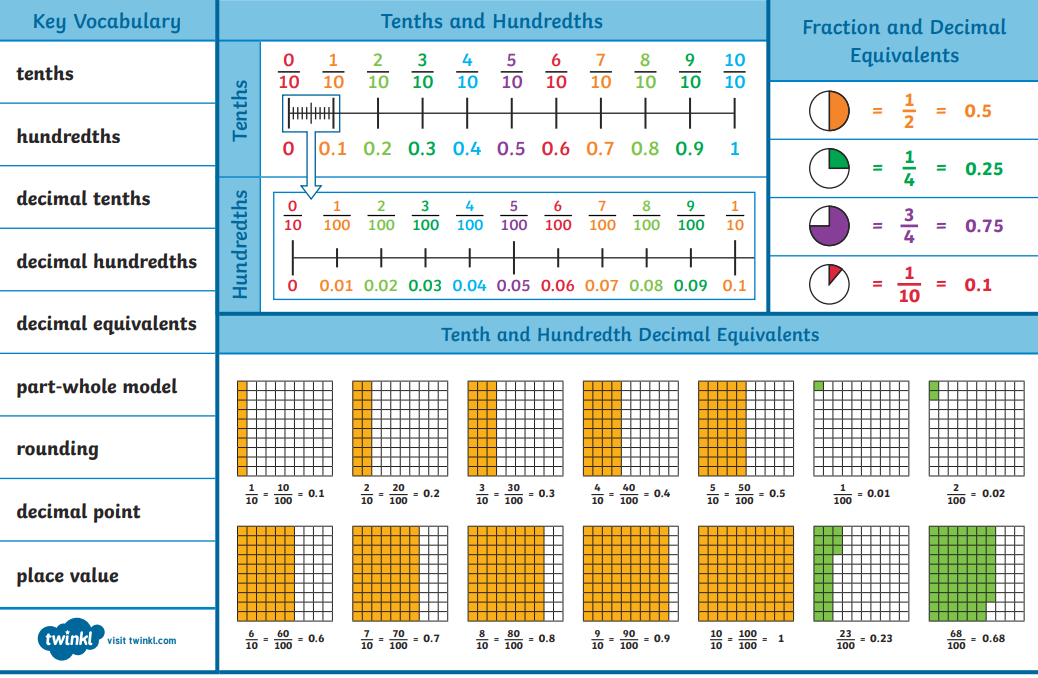 Key Vocabulary
tenths
hundredths
decimal tenths
decimal hundredths
decimal equivalents
part-whole model
rounding
decimal point
place value
twinkl visit twinkl.com
Tenths and Hundredths
Tenths
0/10 1/10 2/10 3/10 4/10 5/10 6/10 7/10 8/10 9/10 10/10
0 0.1 0.2 0.3 0.4 0.5 0.6 0.7 0.8 0.9 1
Hundredths
0/10 1/100 2/100 3/100 4/100 5/100 6/100 7/100 8/100 9/100 1/10
0 0.01 0.02 0.03 0.04 0.05 0.06 0.07 0.08 0.09 0.1
Fraction and Decimal
Equivalents
= 1/2 = 0.5
= 1/4 = 0.25
= 3/4 = 0.75
= 1/10 = 0.1
Tenth and Hundredth Decimal Equivalents
1/10 = 10/100 = 0.1
2/10 = 20/100 = 0.2
3/10 = 30/100 = 0.3
4/10 = 40/100 = 0.4
5/10 = 50/100 = 0.5
1/100 = 0.01
2/100 = 0.02
6/10 = 60/100 = 0.6
7/10 = 70/100 = 0.7
8/10 = 80/100 = 0.8
9/10 = 90/100 = 0.9
10/10 = 100/100 = 1
23/100 = 0.23
68/100 = 0.68